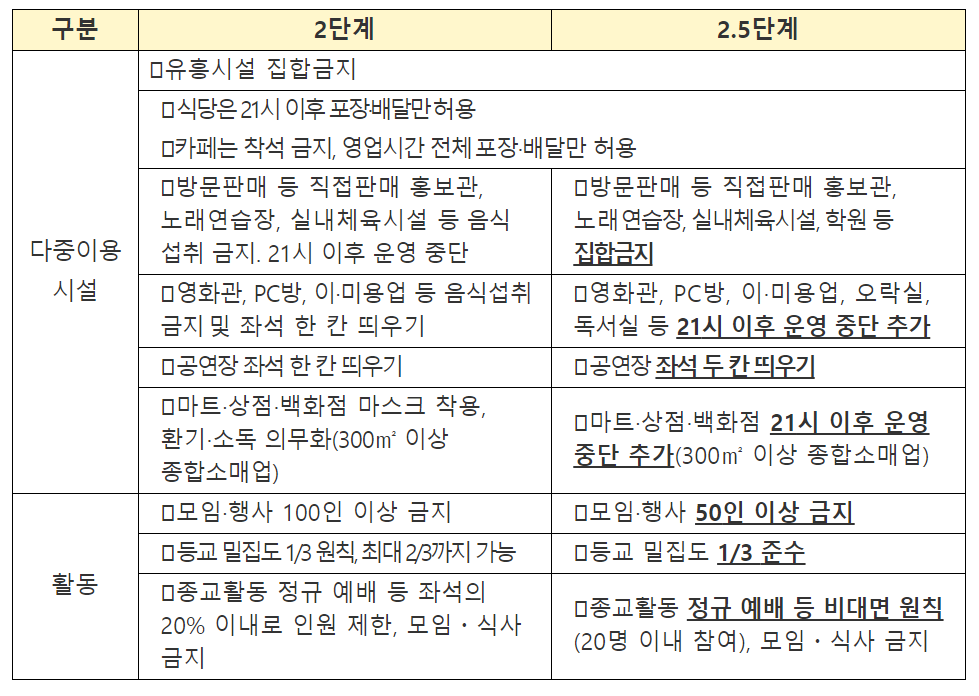 구분
2단계
2.5단계
다중이용
시설
▯유흥시설 집합금지
▯식당은 21시 이후 포장배달만 허용
▯카페는 착석 금지, 영업시간 전체 포장·배달만 허용
▯방문판매 등 직접판매 홍보관,
노래연습장, 실내체육시설 등 음식
섭취 금지. 21시 이후 운영 중단
▯방문판매 등 직접판매 홍보관,
노래연습장, 실내체육시설, 학원 등
집합금지
▯영화관, PC방, 이·미용업 등 음식섭취
금지 및 좌석 한 칸 띄우기
▯영화관, PC방, 이·미용업, 오락실,
독서실 등 21시 이후 운영 중단 추가
▯공연장 좌석 한 칸 띄우기
▯공연장 좌석 두 칸 띄우기
▯마트·상점·백화점 마스크 착용,
환기·소독 의무화(300㎡ 이상
종합소매업)
▯마트·상점·백화점 21시 이후 운영
중단 추가(300㎡ 이상 종합소매업)
활동
▯모임·행사 100인 이상 금지
▯모임·행사 50인 이상 금지
▯등교 밀집도 1/3 원칙, 최대 2/3까지 가능
▯등교 밀집도 1/3 준수
▯종교활동 정규 예배 등 좌석의
20% 이내로 인원 제한, 모임・식사
금지
▯종교활동 정규 예배 등 비대면 원칙
(20명 이내 참여), 모임・식사 금지